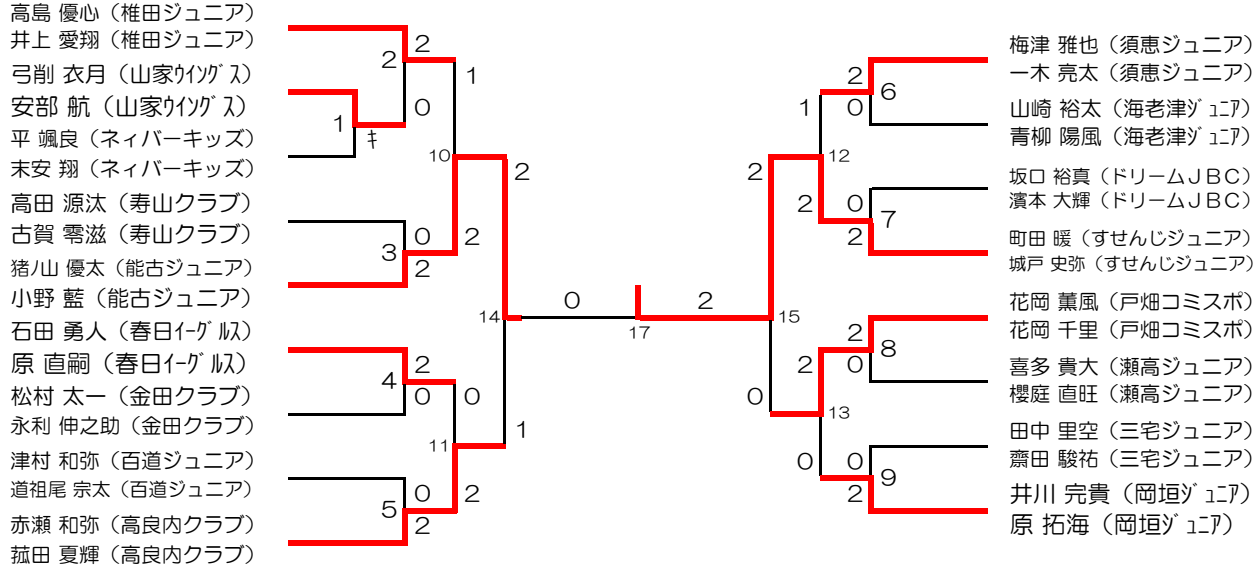 高島 優心（椎田ジュニア）
井上 愛翔（椎田ジュニア）
弓削 衣月（山家ｳｲﾝｸﾞｽ）
安部 航（山家ｳｲﾝｸﾞｽ）
平 颯良（ネィバーキッズ）
末安 翔（ネィバーキッズ）
高田 源汰（寿山クラブ）
古賀 零滋（寿山クラブ）
猪ﾉ山 優太（能古ジュニア）
小野 藍（能古ジュニア）
石田 勇人（春日ｲｰｸﾞﾙｽ）
原 直嗣（春日ｲｰｸﾞﾙｽ）
松村 太一（金田クラブ）
永利 伸之助（金田クラブ）
津村 和弥（百道ジュニア）
道祖尾 宗太（百道ジュニア）
赤瀬 和弥（高良内クラブ）
菰田 夏輝（高良内クラブ）
2
2
1
0
1
ｷ
10
2
0
3
2
2
14
0
2
4
0
0
11
1
0
5
2
2
17
2
15
2
0
1
2
6
0
12
2
0
7
2
2
8
0
2
13
0
0
9
2
梅津 雅也（須恵ジュニア）
一木 亮太（須恵ジュニア）
山崎 裕太（海老津ｼﾞｭﾆｱ）
青柳 陽風（海老津ｼﾞｭﾆｱ）
坂口 裕真（ドリームＪＢＣ）
濱本 大輝（ドリームＪＢＣ）
町田 暖（すせんじジュニア）
城戸 史弥（すせんじジュニア）
花岡 薫風（戸畑コミスポ）
花岡 千里（戸畑コミスポ）
喜多 貴大（瀬高ジュニア）
櫻庭 直旺（瀬高ジュニア）
田中 里空（三宅ジュニア）
齋田 駿祐（三宅ジュニア）
井川 完貴（岡垣ｼﾞｭﾆｱ）
原 拓海（岡垣ｼﾞｭﾆｱ）